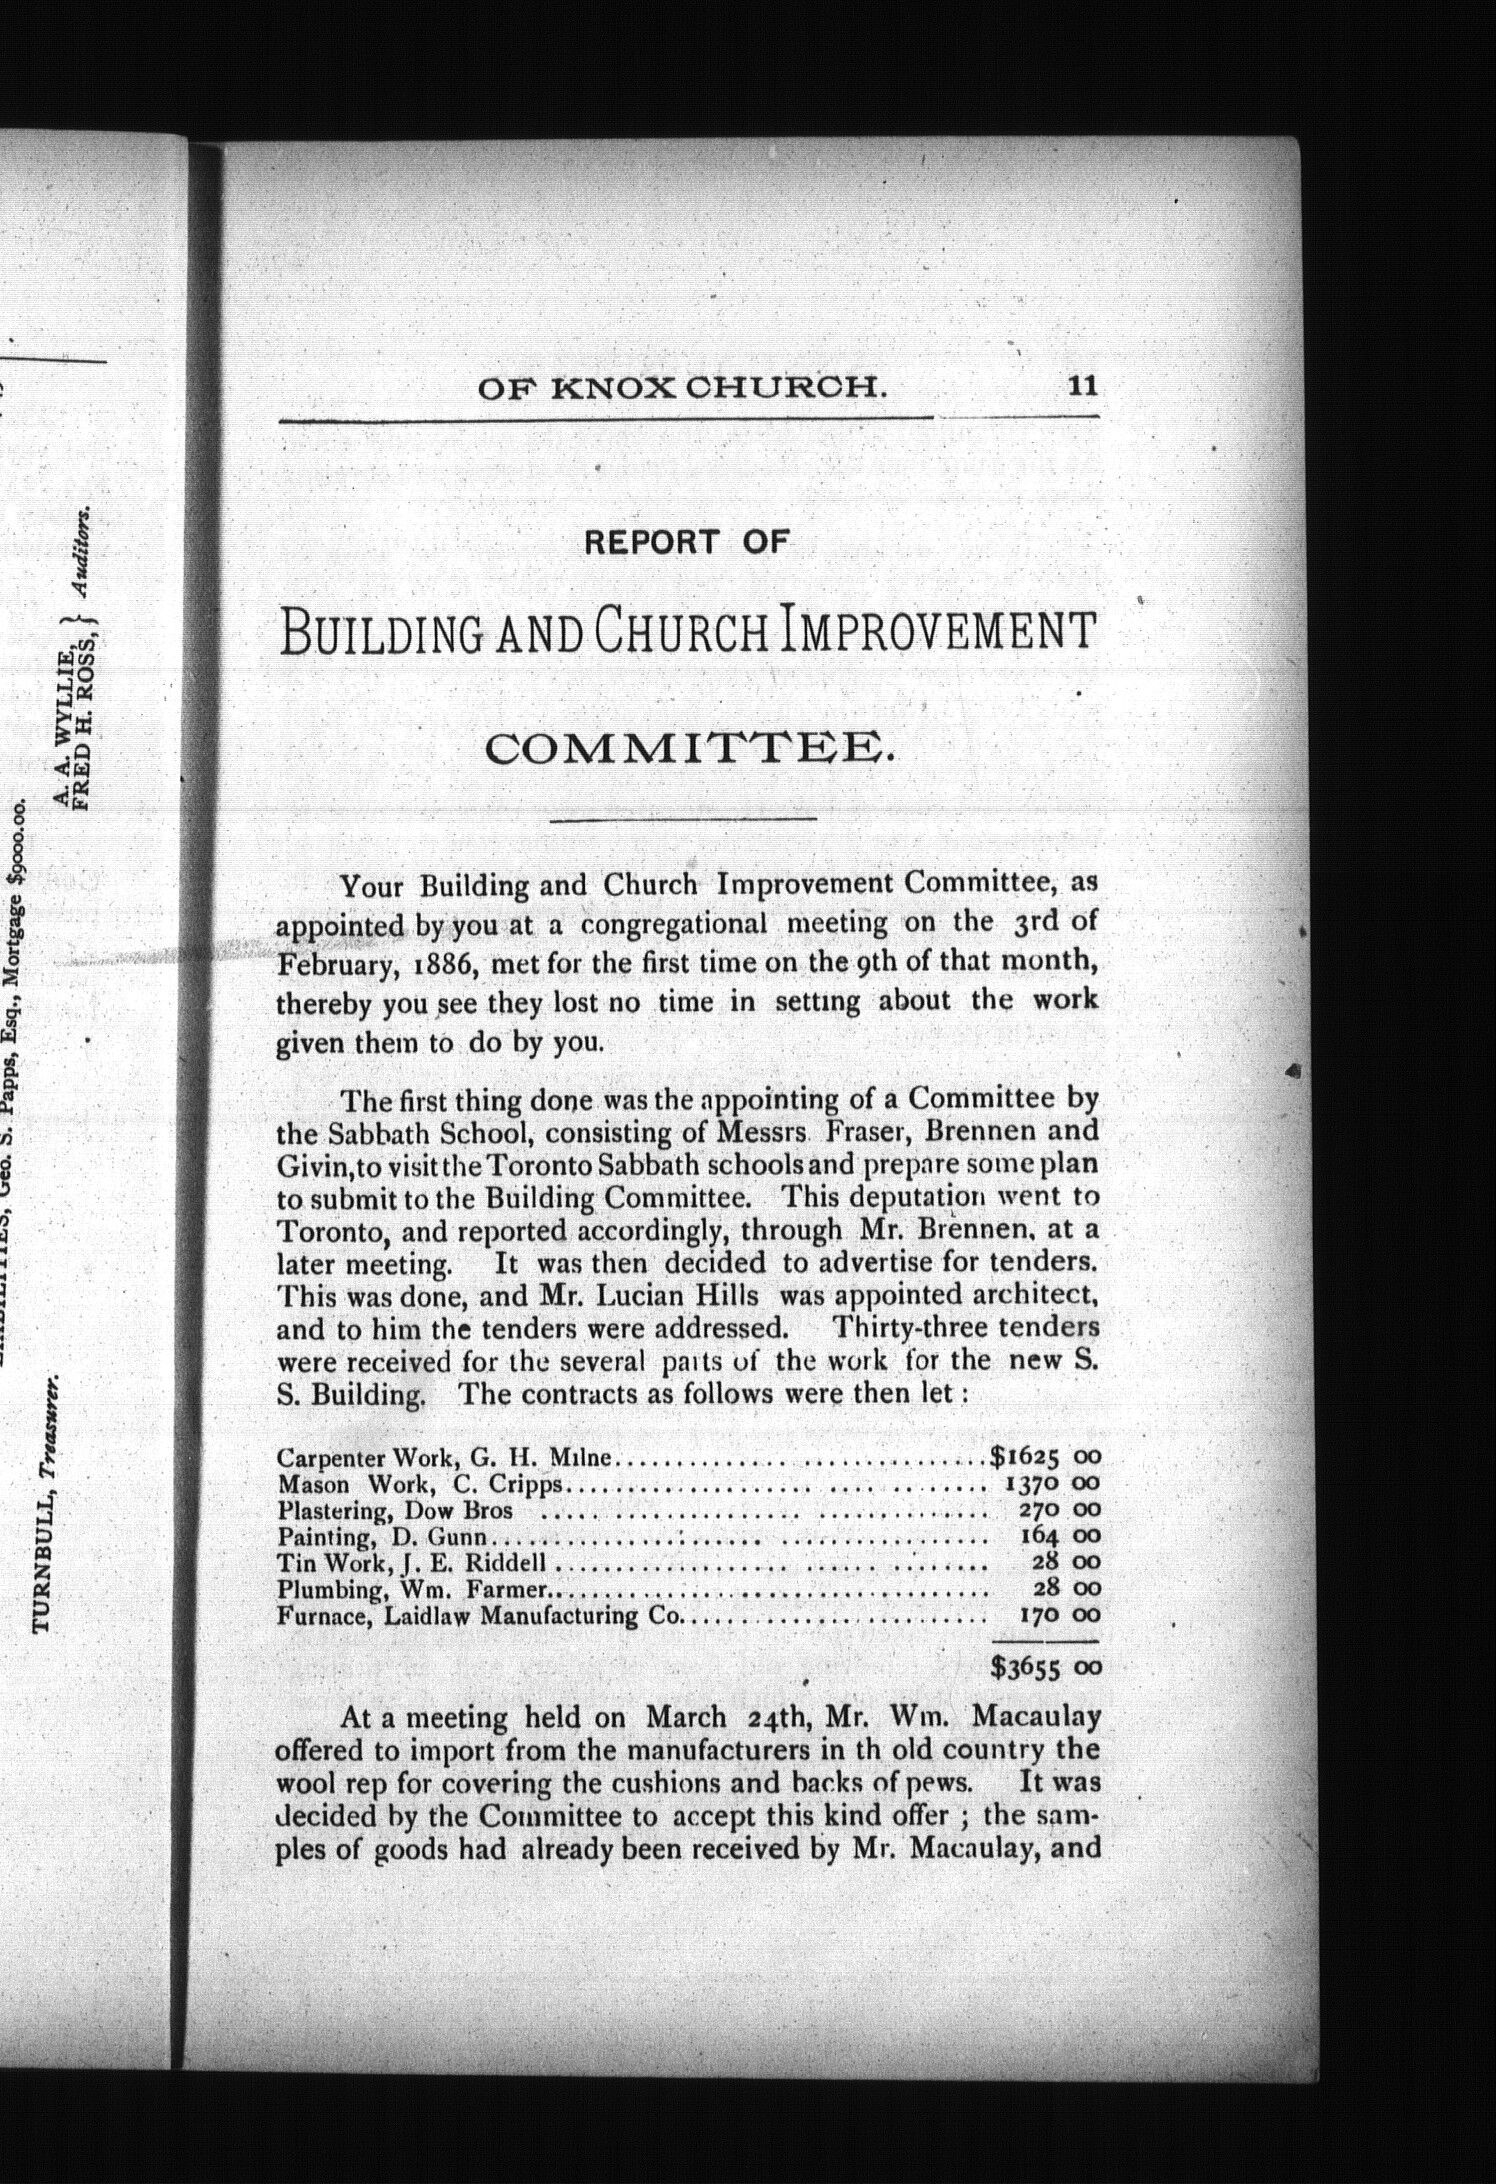 OF KNOX CHURCH. 11
REPORT OF
BUILDING AND CHURCH IMPROVEMENT
COMMITTEE.
Your Building and Church Improvement Committee, as
appointed by you at a congregational meeting on the 3rd of
February, 1886, met for the first time on the 9th of that month,
thereby you see they lost no time in setting about the work
given them to do by you.
The first thing done was the appointing of a Committee by
the Sabbath School, consisting of Messrs. Fraser, Brennen and
Givin, to visit the Toronto Sabbath schools and prepare some plan
to submit to the Building Committee. This deputation went to
Toronto, and reported accordingly, through Mr. Brennen, at a
later meeting. It was then decided to advertise for tenders.
This was done, and Mr. Lucian Hills was appointed architect,
and to him the tenders were addressed. Thirty-three tenders
were received for the several parts of the work for the new S.
S. Building. The contracts as follows were then let :
Carpenter Work, G. H. Milne.............................$1625 00
Mason Work, C. Cripps................................. 1370 00
Plastering, Dow Bros .................................. 270 00
Painting, D. Gunn....................................... 164 00
Tin Work, J. E. Riddell .................................. 28 00
Plumbing, Wm. Farmer.................................. 28 00
Furnace, Laidlaw Manufacturing Co......................... 170 00
$3655 00
At a meeting held on March 24th, Mr. Wm. Macaulay
offered to import from the manufacturers in th old country the
wool rep for covering the cushions and backs of pews. It was
decided by the Committee to accept this kind offer ; the sam-
ples of goods had already been received by Mr. Macaulay, and
A. A. WYLLIE, } Auditors.
FRED H. ROSS, }
Geo. S. Papps, Esq., Mortgage $9000.00.
TURNBULL, Treasurer.